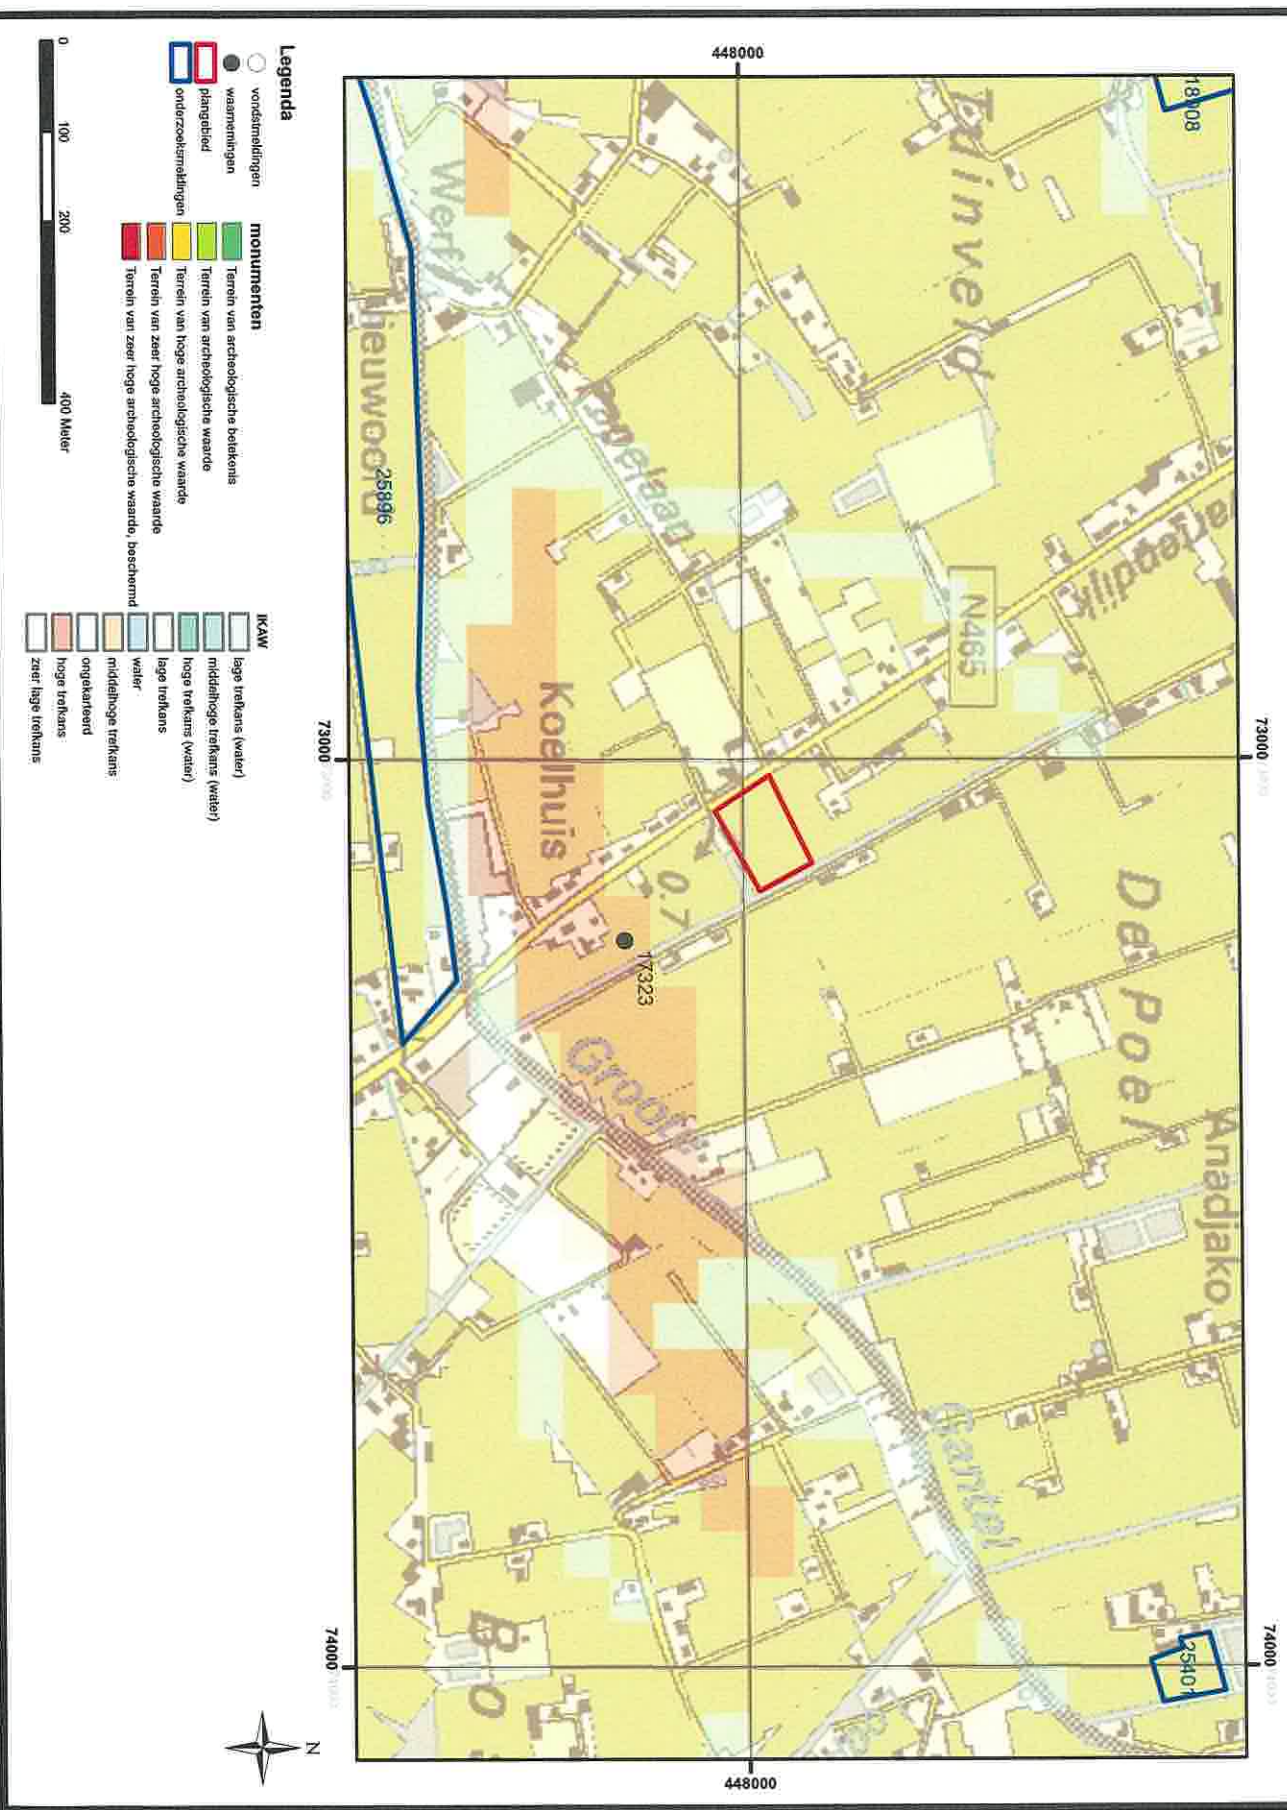 448000
73000
73000
74000
74000
448000
18908
N465
Koelhuis
0.7
17323
De Poel
Anadjako
Groote
Gantel
25896
25401
Legenda
vondstmeldingen
waarnemingen
plangebied
onderzoeksmeldingen
monumenten
Terrein van archeologische betekenis
Terrein van archeologische waarde
Terrein van hoge archeologische waarde
Terrein van zeer hoge archeologische waarde
Terrein van zeer hoge archeologische waarde, beschermd
IKAW
lage trefkans (water)
middelhoge trefkans (water)
hoge trefkans (water)
lage trefkans
water
middelhoge trefkans
ongekarteerd
hoge trefkans
zeer lage trefkans
0
100
200
400 Meter
N